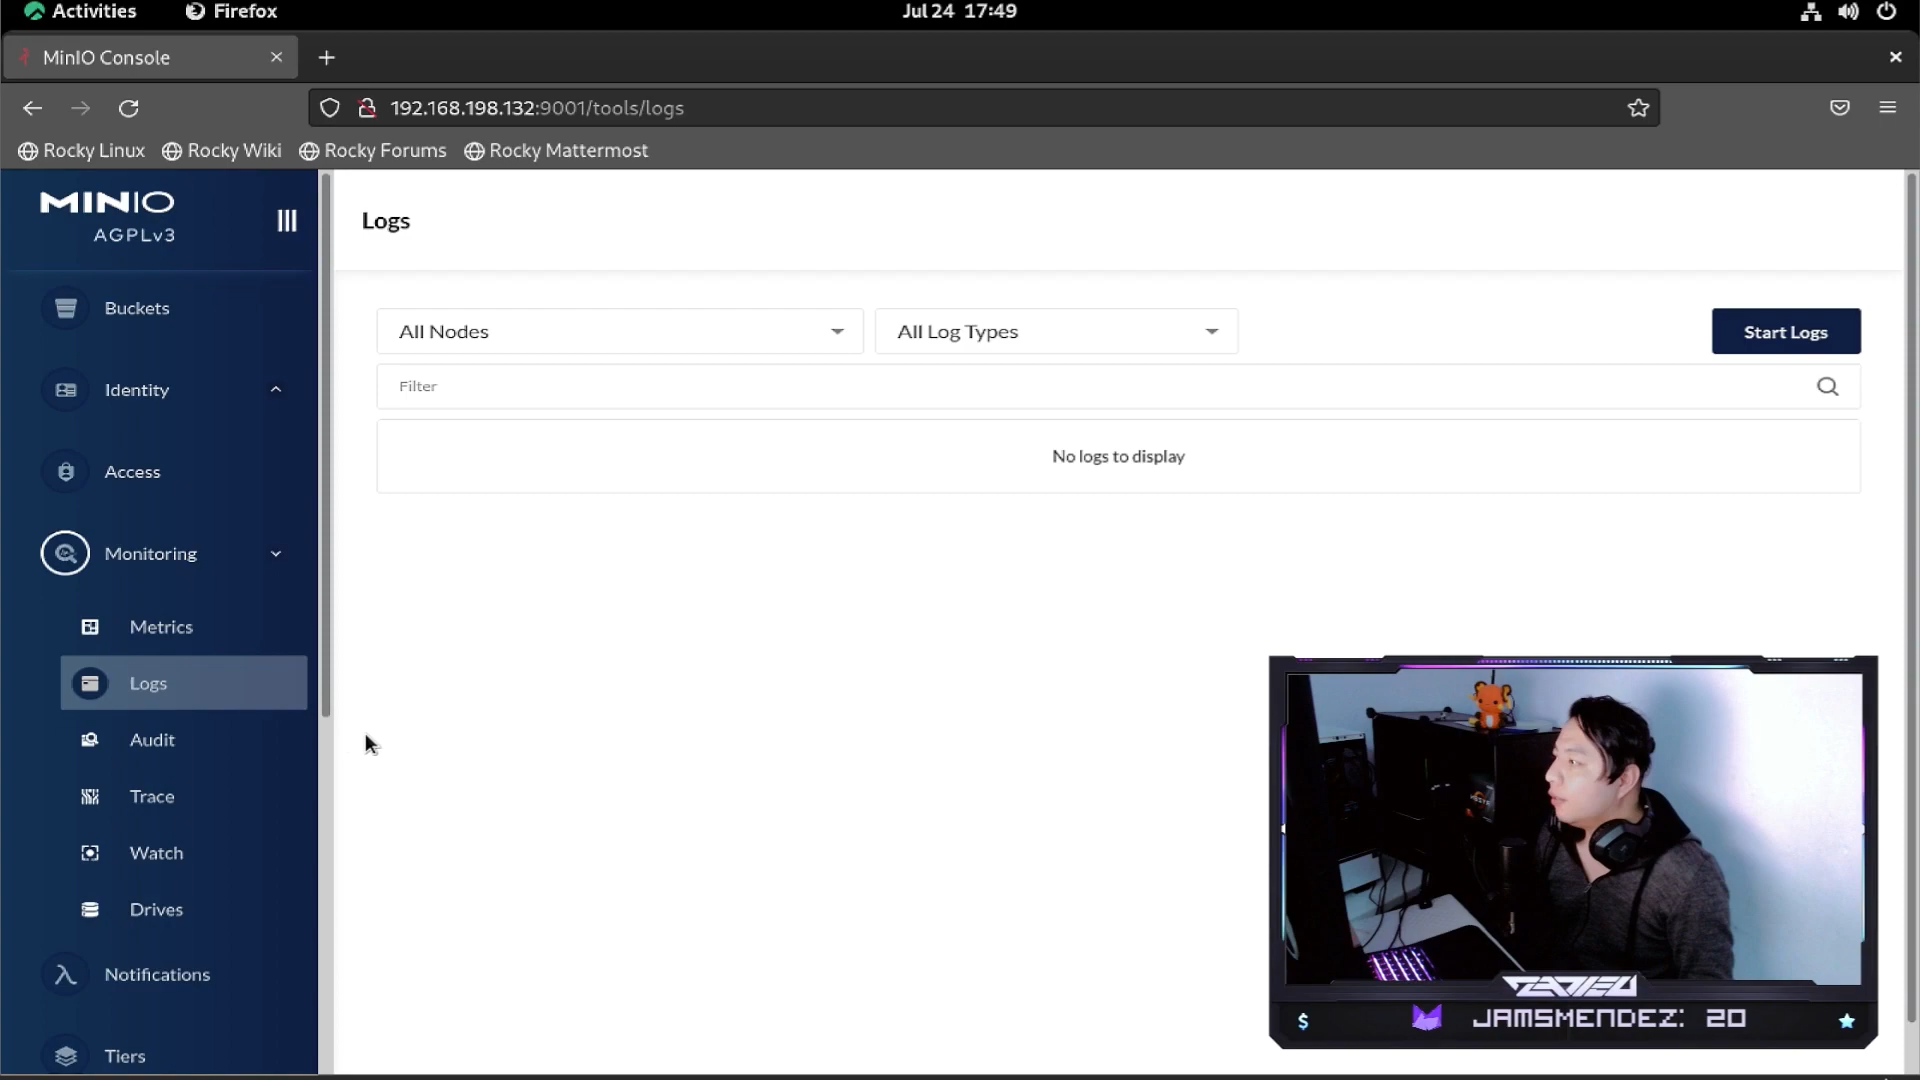 Activities
Firefox
Jul 24 17:49
MinIO Console
192.168.198.132:9001/tools/logs
Rocky Linux
Rocky Wiki
Rocky Forums
Rocky Mattermost
MINIO
AGPLv3
Buckets
Identity
Access
Monitoring
Metrics
Logs
Audit
Trace
Watch
Drives
Notifications
Tiers
Logs
All Nodes
All Log Types
Start Logs
Filter
No logs to display
$
JAMSMENDEZ: 20